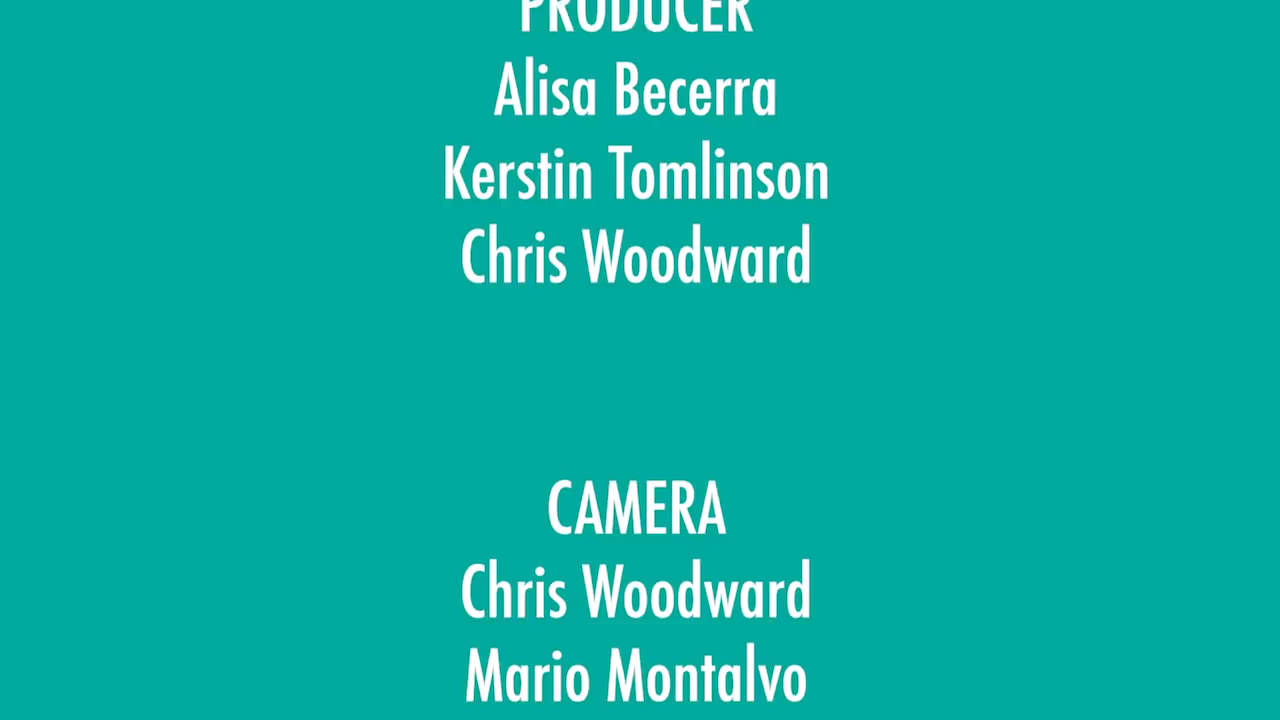 PRODUCER
Alisa Becerra
Kerstin Tomlinson
Chris Woodward
CAMERA
Chris Woodward
Mario Montalvo